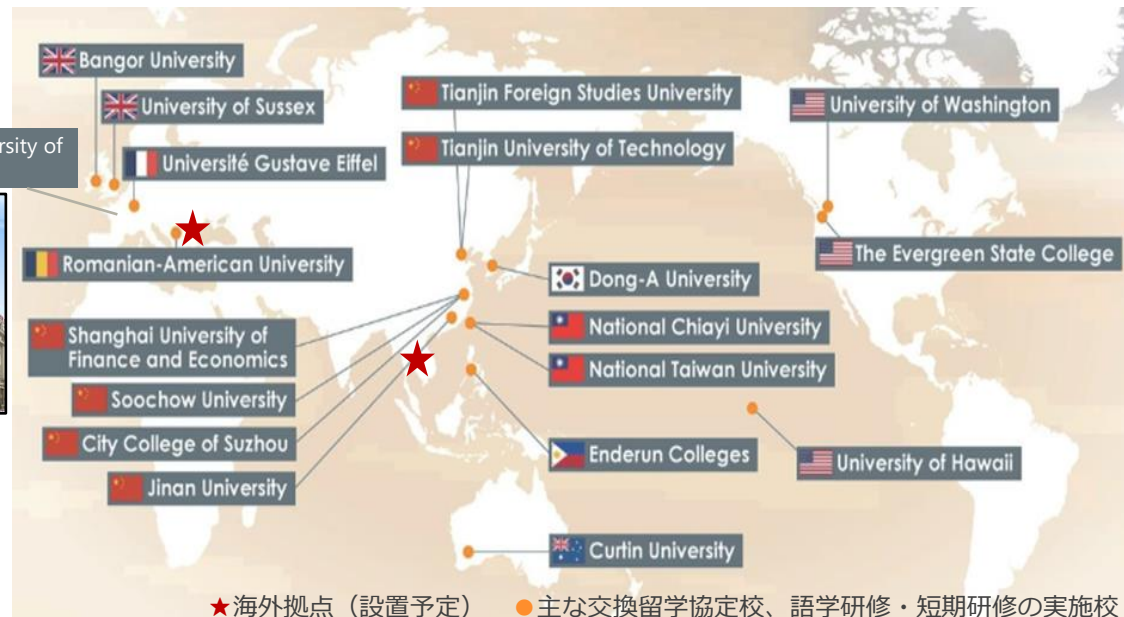 Bangor University
University of Sussex
rsity of
Université Gustave Eiffel
Romanian-American University
Shanghai University of
Finance and Economics
Soochow University
City College of Suzhou
Jinan University
Tianjin Foreign Studies University
Tianjin University of Technology
Dong-A University
National Chiayi University
National Taiwan University
Enderun Colleges
Curtin University
University of Washington
The Evergreen State College
University of Hawaii
★海外拠点（設置予定） ●主な交換留学協定校、語学研修・短期研修の実施校